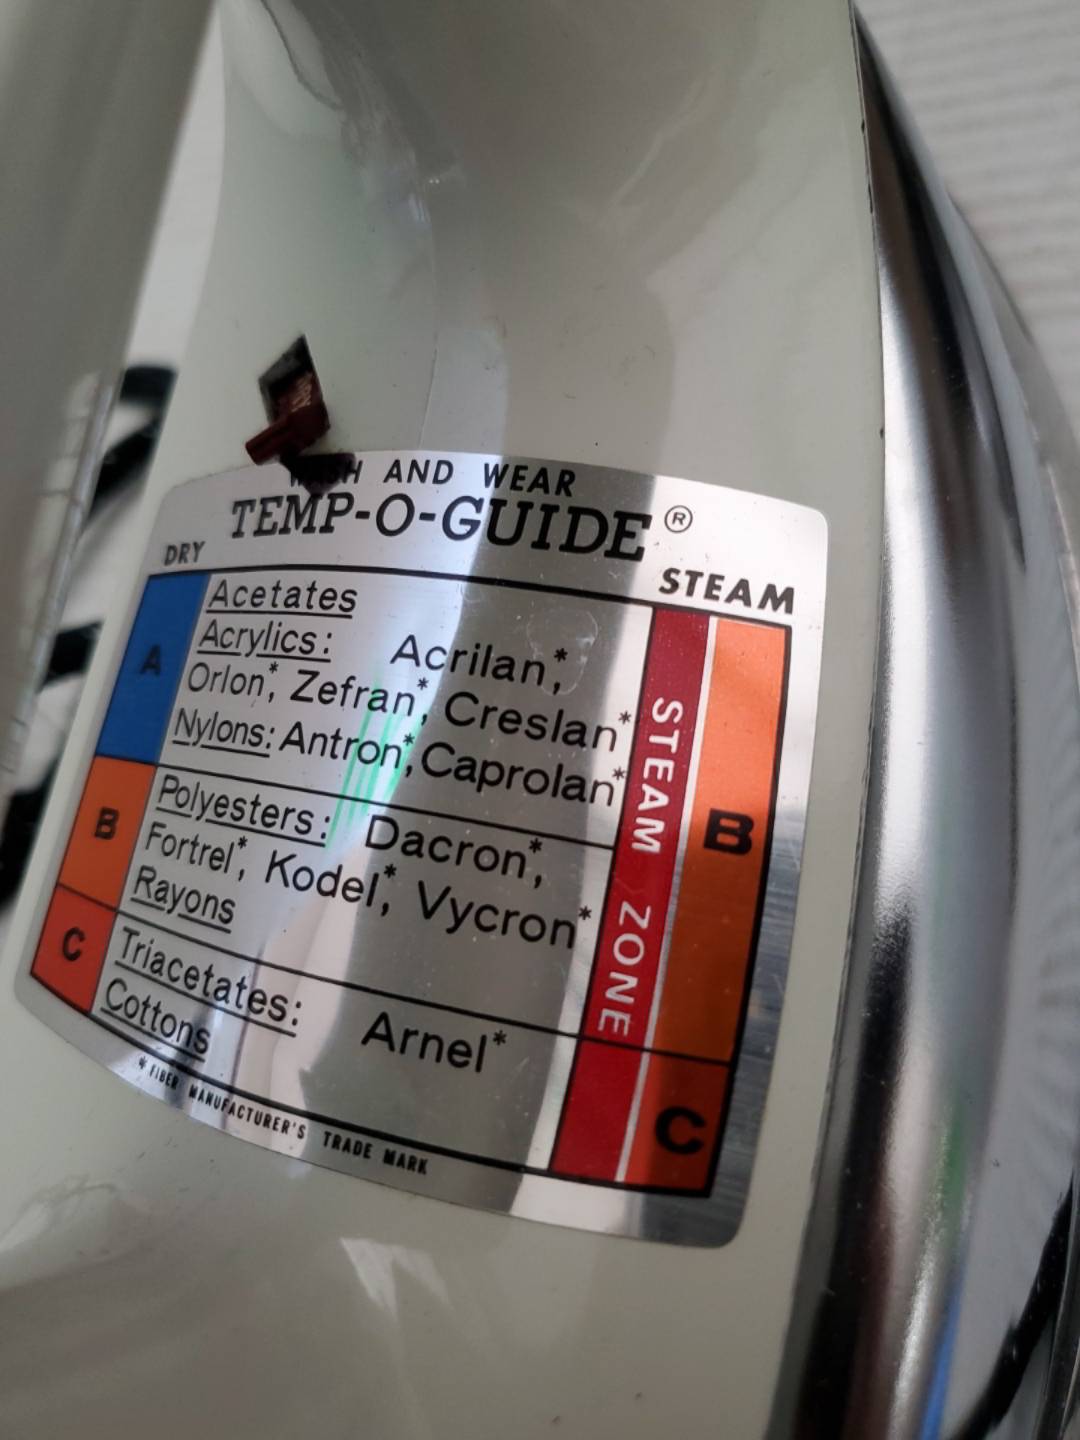 WASH AND WEAR
TEMP-O-GUIDE®
DRY
STEAM
A
Acetates
Acrylics: Acrilan*,
Orlon*, Zefran*, Creslan*
Nylons: Antron*, Caprolan*
B
Polyesters: Dacron*,
Fortrel*, Kodel*, Vycron*
Rayons
C
Triacetates: Arnel*
Cottons
STEAM ZONE
B
C
* FIBER MANUFACTURER'S TRADE MARK